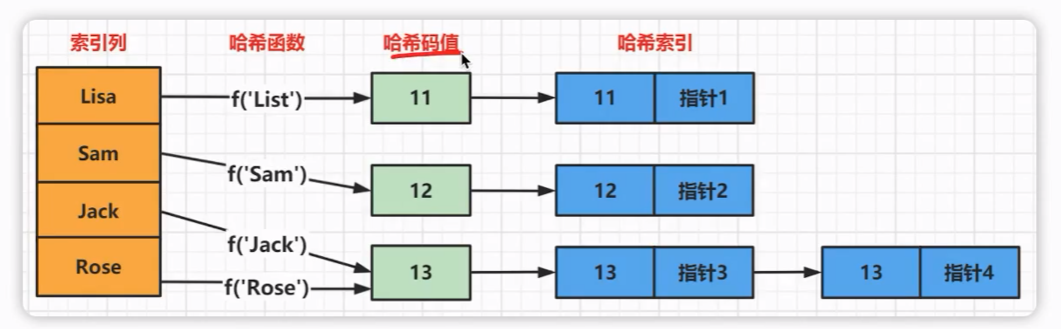 索引列 哈希函数 哈希码值 哈希索引
Lisa f('List') 11 11 指针1
Sam f('Sam') 12 12 指针2
Jack f('Jack')
13 13 指针3 13 指针4
Rose f('Rose')